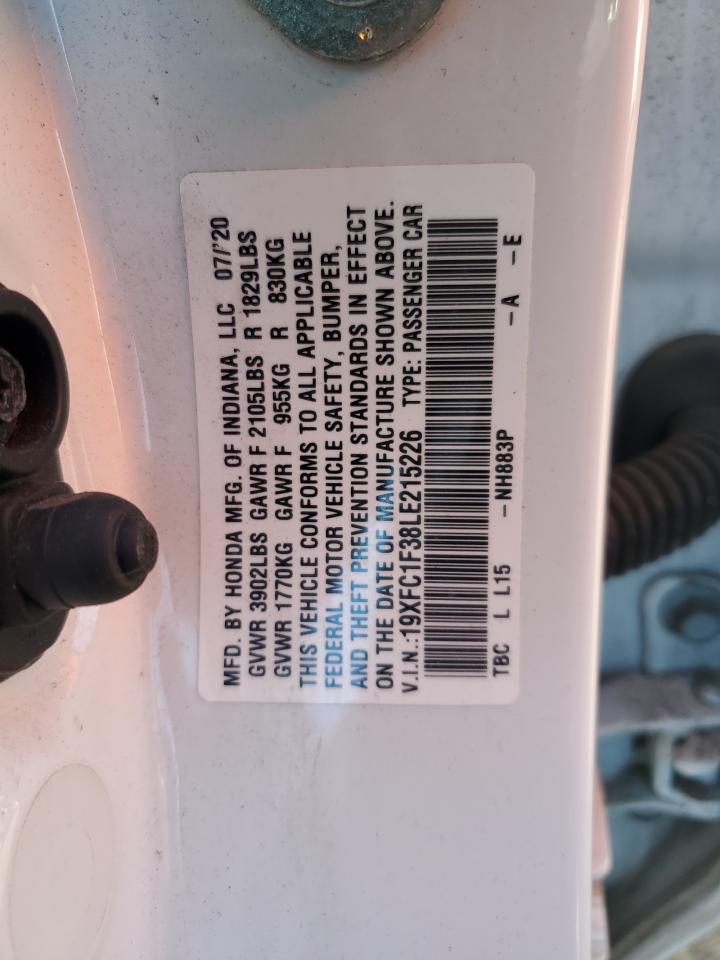 MFD. BY HONDA MFG. OF INDIANA, LLC 07/'20
GVWR 3902LBS GAWR F 2105LBS R 1829LBS
GVWR 1770KG GAWR F 955KG R 830KG
THIS VEHICLE CONFORMS TO ALL APPLICABLE
FEDERAL MOTOR VEHICLE SAFETY, BUMPER,
AND THEFT PREVENTION STANDARDS IN EFFECT
ON THE DATE OF MANUFACTURE SHOWN ABOVE.
V.I.N.:19XFC1F38LE215226 TYPE: PASSENGER CAR
TBC L L15 -NH883P -A -E